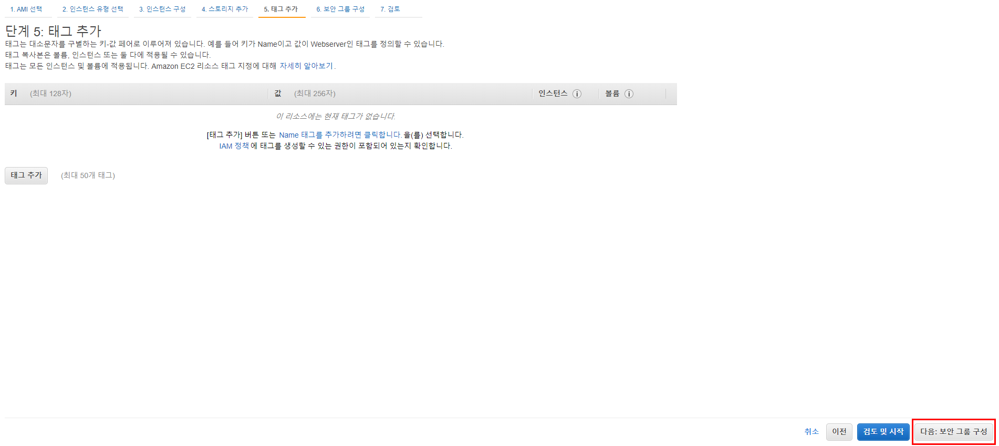 1. AMI 선택 2. 인스턴스 유형 선택 3. 인스턴스 구성 4. 스토리지 추가 5. 태그 추가 6. 보안 그룹 구성 7. 검토
단계 5: 태그 추가
태그는 대소문자를 구별하는 키-값 페어로 이루어져 있습니다. 예를 들어 키가 Name이고 값이 Webserver인 태그를 정의할 수 있습니다.
태그 복사본은 볼륨, 인스턴스 또는 둘 다에 적용될 수 있습니다.
태그는 모든 인스턴스 및 볼륨에 적용됩니다. Amazon EC2 리소스 태그 지정에 대해 자세히 알아보기.
키 (최대 128자) 값 (최대 256자) 인스턴스 볼륨
이 리소스에는 현재 태그가 없습니다.
[태그 추가] 버튼 또는 Name 태그를 추가하려면 클릭합니다. 을(를) 선택합니다.
IAM 정책에 태그를 생성할 수 있는 권한이 포함되어 있는지 확인합니다.
태그 추가 (최대 50개 태그)
취소 이전 검토 및 시작 다음: 보안 그룹 구성